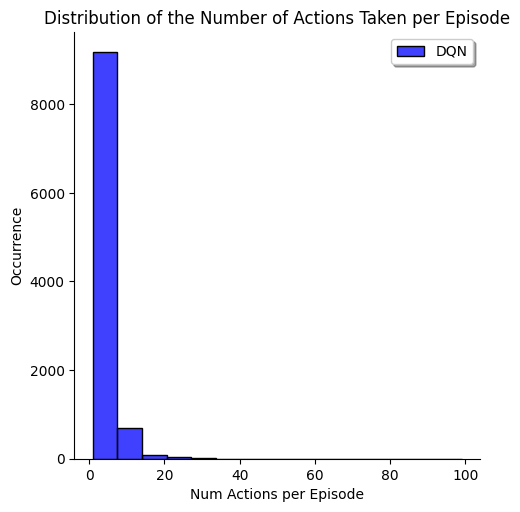 Distribution of the Number of Actions Taken per Episode
DQN
8000
6000
4000
2000
0
Occurrence
0 20 40 60 80 100
Num Actions per Episode